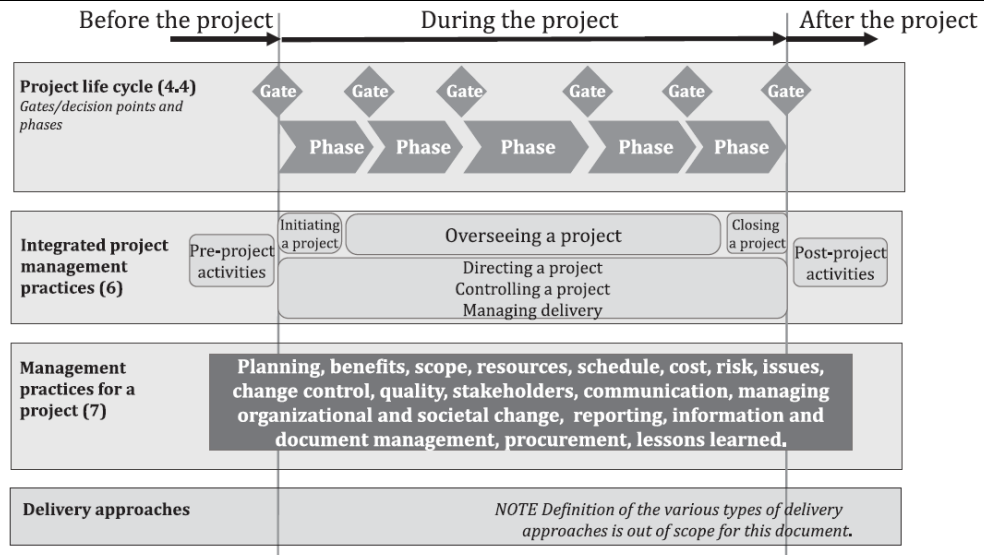 Before the project
During the project
After the project
Project life cycle (4.4)
Gates/decision points and
phases
Gate
Gate
Gate
Gate
Gate
Gate
Phase
Phase
Phase
Phase
Phase
Integrated project
management
practices (6)
Pre-project
activities
Initiating
a project
Overseeing a project
Closing
a project
Directing a project
Controlling a project
Managing delivery
Post-project
activities
Management
practices for a
project (7)
Planning, benefits, scope, resources, schedule, cost, risk, issues,
change control, quality, stakeholders, communication, managing
organizational and societal change, reporting, information and
document management, procurement, lessons learned.
Delivery approaches
NOTE Definition of the various types of delivery
approaches is out of scope for this document.